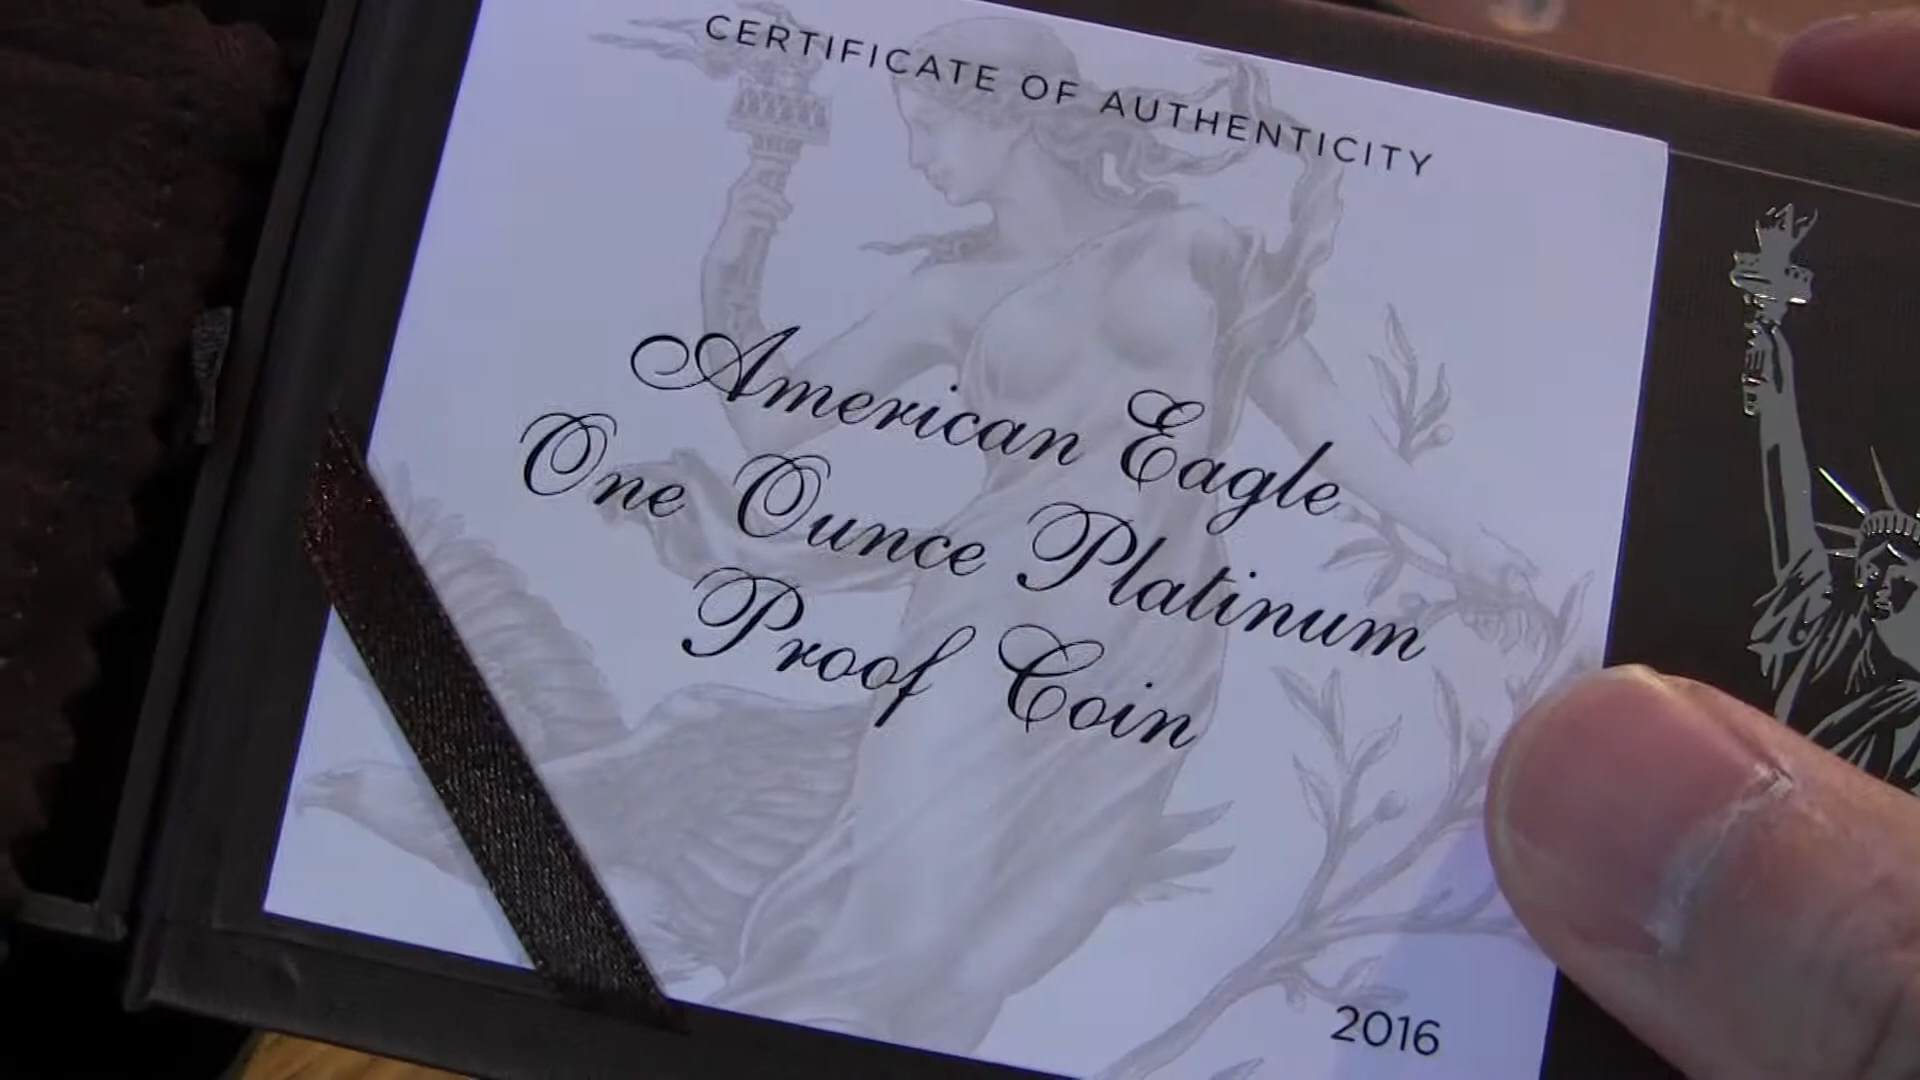 CERTIFICATE OF AUTHENTICITY
American Eagle
One Ounce Platinum
Proof Coin
2016